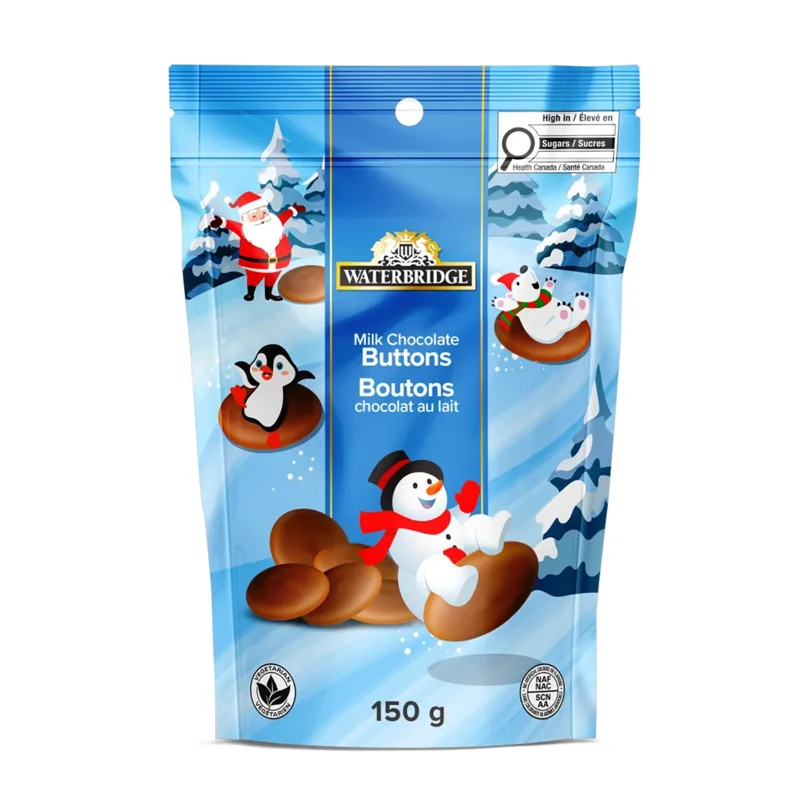 High in / Élevé en
Sugars / Sucres
Health Canada / Santé Canada
W
WATERBRIDGE
Milk Chocolate
Buttons
Boutons
chocolat au lait
VEGETARIAN
VÉGÉTARIEN
NAF
NAC
SCN
AA
150 g